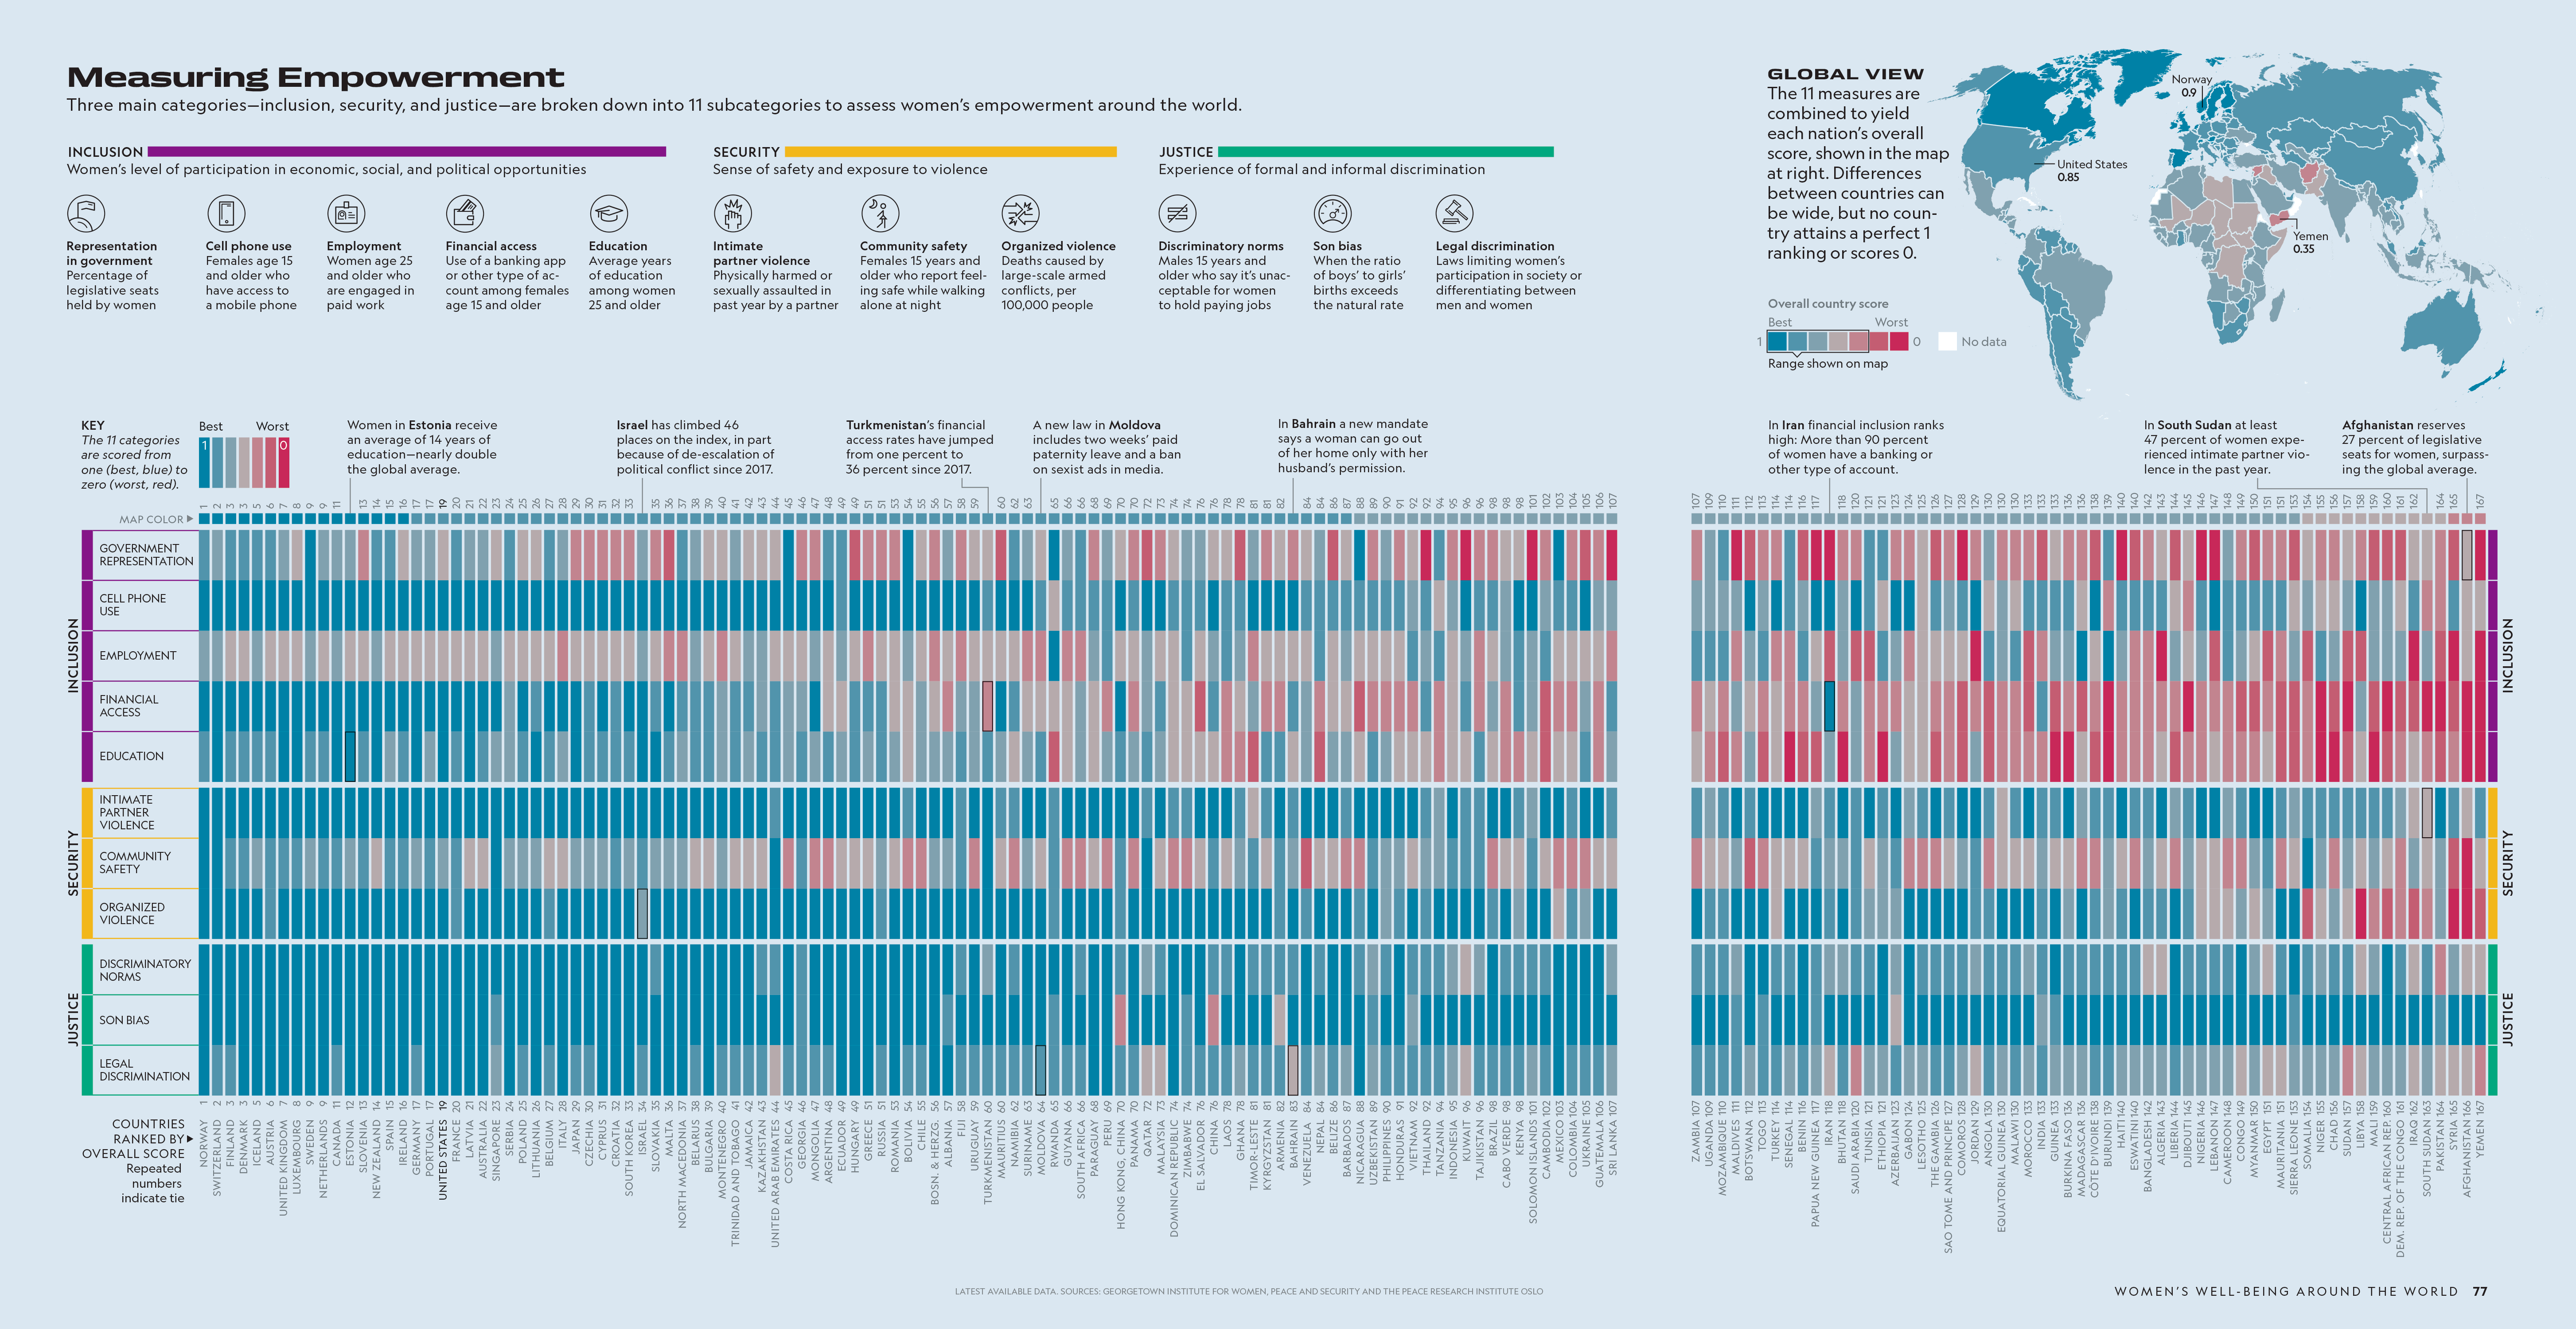 Measuring Empowerment
Three main categories—inclusion, security, and justice—are broken down into 11 subcategories to assess women's empowerment around the world.
INCLUSION
Women's level of participation in economic, social, and political opportunities
Representation
in government
Percentage of
legislative seats
held by women
Cell phone use
Females age 15
and older who
have access to
a mobile phone
Employment
Women age 25
and older who
are engaged in
paid work
Financial access
Use of a banking app
or other type of ac-
count among females
age 15 and older
Education
Average years
of education
among women
25 and older
SECURITY
Sense of safety and exposure to violence
Intimate
partner violence
Physically harmed or
sexually assaulted in
past year by a partner
Community safety
Females 15 years and
older who report feel-
ing safe while walking
alone at night
Organized violence
Deaths caused by
large-scale armed
conflicts, per
100,000 people
JUSTICE
Experience of formal and informal discrimination
Discriminatory norms
Males 15 years and
older who say it's unac-
ceptable for women
to hold paying jobs
Son bias
When the ratio
of boys' to girls'
births exceeds
the natural rate
Legal discrimination
Laws limiting women's
participation in society or
differentiating between
men and women
GLOBAL VIEW
The 11 measures are
combined to yield
each nation's overall
score, shown in the map
at right. Differences
between countries can
be wide, but no coun-
try attains a perfect 1
ranking or scores 0.
Overall country score
Best Worst
1 0 No data
Range shown on map
Norway
0.9
United States
0.85
Yemen
0.35
KEY
The 11 categories
are scored from
one (best, blue) to
zero (worst, red).
Best Worst
1 0
Women in Estonia receive
an average of 14 years of
education—nearly double
the global average.
Israel has climbed 46
places on the index, in part
because of de-escalation of
political conflict since 2017.
Turkmenistan's financial
access rates have jumped
from one percent to
36 percent since 2017.
A new law in Moldova
includes two weeks' paid
paternity leave and a ban
on sexist ads in media.
In Bahrain a new mandate
says a woman can go out
of her home only with her
husband's permission.
In Iran financial inclusion ranks
high: More than 90 percent
of women have a banking or
other type of account.
In South Sudan at least
47 percent of women expe-
rienced intimate partner vio-
lence in the past year.
Afghanistan reserves
27 percent of legislative
seats for women, surpass-
ing the global average.
MAP COLOR
INCLUSION
GOVERNMENT
REPRESENTATION
CELL PHONE
USE
EMPLOYMENT
FINANCIAL
ACCESS
EDUCATION
INCLUSION
SECURITY
INTIMATE
PARTNER
VIOLENCE
COMMUNITY
SAFETY
ORGANIZED
VIOLENCE
SECURITY
JUSTICE
DISCRIMINATORY
NORMS
SON BIAS
LEGAL
DISCRIMINATION
JUSTICE
COUNTRIES
RANKED BY
OVERALL SCORE
Repeated
numbers
indicate tie
NORWAY 1
SWITZERLAND 2
FINLAND 3
DENMARK 3
ICELAND 5
AUSTRIA 6
UNITED KINGDOM 7
LUXEMBOURG 8
SWEDEN 9
NETHERLANDS 9
CANADA 11
ESTONIA 12
SLOVENIA 13
NEW ZEALAND 14
SPAIN 15
IRELAND 16
GERMANY 17
PORTUGAL 17
UNITED STATES 19
FRANCE 20
LATVIA 21
AUSTRALIA 22
SINGAPORE 23
SERBIA 24
POLAND 25
LITHUANIA 26
BELGIUM 27
ITALY 28
JAPAN 29
CZECHIA 30
CYPRUS 31
CROATIA 32
SOUTH KOREA 33
ISRAEL 34
SLOVAKIA 35
MALTA 36
NORTH MACEDONIA 37
BELARUS 38
BULGARIA 39
MONTENEGRO 40
TRINIDAD AND TOBAGO 41
JAMAICA 42
KAZAKHSTAN 43
UNITED ARAB EMIRATES 44
COSTA RICA 45
GEORGIA 46
MONGOLIA 47
ARGENTINA 48
ECUADOR 49
HUNGARY 49
GREECE 51
RUSSIA 51
ROMANIA 53
BOLIVIA 54
CHILE 55
BOSN. & HERZG. 56
ALBANIA 57
FIJI 58
URUGUAY 59
TURKMENISTAN 60
MAURITIUS 60
NAMIBIA 62
SURINAME 63
MOLDOVA 64
RWANDA 65
GUYANA 66
SOUTH AFRICA 66
PARAGUAY 68
PERU 69
HONG KONG, CHINA 70
PANAMA 70
QATAR 72
MALAYSIA 73
DOMINICAN REPUBLIC 74
ZIMBABWE 74
EL SALVADOR 76
CHINA 76
LAOS 78
GHANA 78
TIMOR-LESTE 81
KYRGYZSTAN 81
ARMENIA 82
BAHRAIN 83
VENEZUELA 84
NEPAL 84
BELIZE 86
BARBADOS 87
NICARAGUA 88
UZBEKISTAN 89
PHILIPPINES 90
HONDURAS 91
VIETNAM 92
THAILAND 92
TANZANIA 94
INDONESIA 95
KUWAIT 96
TAJIKISTAN 96
BRAZIL 98
CABO VERDE 98
KENYA 98
SOLOMON ISLANDS 101
CAMBODIA 102
MEXICO 103
COLOMBIA 104
UKRAINE 105
GUATEMALA 106
SRI LANKA 107
ZAMBIA 107
UGANDA 109
MOZAMBIQUE 110
MALDIVES 111
BOTSWANA 112
TOGO 113
TURKEY 114
SENEGAL 114
BENIN 116
PAPUA NEW GUINEA 117
IRAN 118
BHUTAN 118
SAUDI ARABIA 120
TUNISIA 121
ETHIOPIA 121
AZERBAIJAN 123
GABON 124
LESOTHO 125
THE GAMBIA 126
SAO TOME AND PRINCIPE 127
COMOROS 128
JORDAN 129
ANGOLA 130
EQUATORIAL GUINEA 130
MALAWI 130
MOROCCO 133
INDIA 133
GUINEA 133
BURKINA FASO 136
MADAGASCAR 136
CÔTE D'IVOIRE 138
BURUNDI 139
HAITI 140
ESWATINI 140
BANGLADESH 142
ALGERIA 143
LIBERIA 144
DJIBOUTI 145
NIGERIA 146
LEBANON 147
CAMEROON 148
CONGO 149
MYANMAR 150
EGYPT 151
MAURITANIA 151
SIERRA LEONE 153
SOMALIA 154
NIGER 155
CHAD 156
SUDAN 157
LIBYA 158
MALI 159
CENTRAL AFRICAN REP. 160
DEM. REP. OF THE CONGO 161
IRAQ 162
SOUTH SUDAN 163
PAKISTAN 164
SYRIA 165
AFGHANISTAN 166
YEMEN 167
LATEST AVAILABLE DATA. SOURCES: GEORGETOWN INSTITUTE FOR WOMEN, PEACE AND SECURITY AND THE PEACE RESEARCH INSTITUTE OSLO
WOMEN'S WELL-BEING AROUND THE WORLD 77